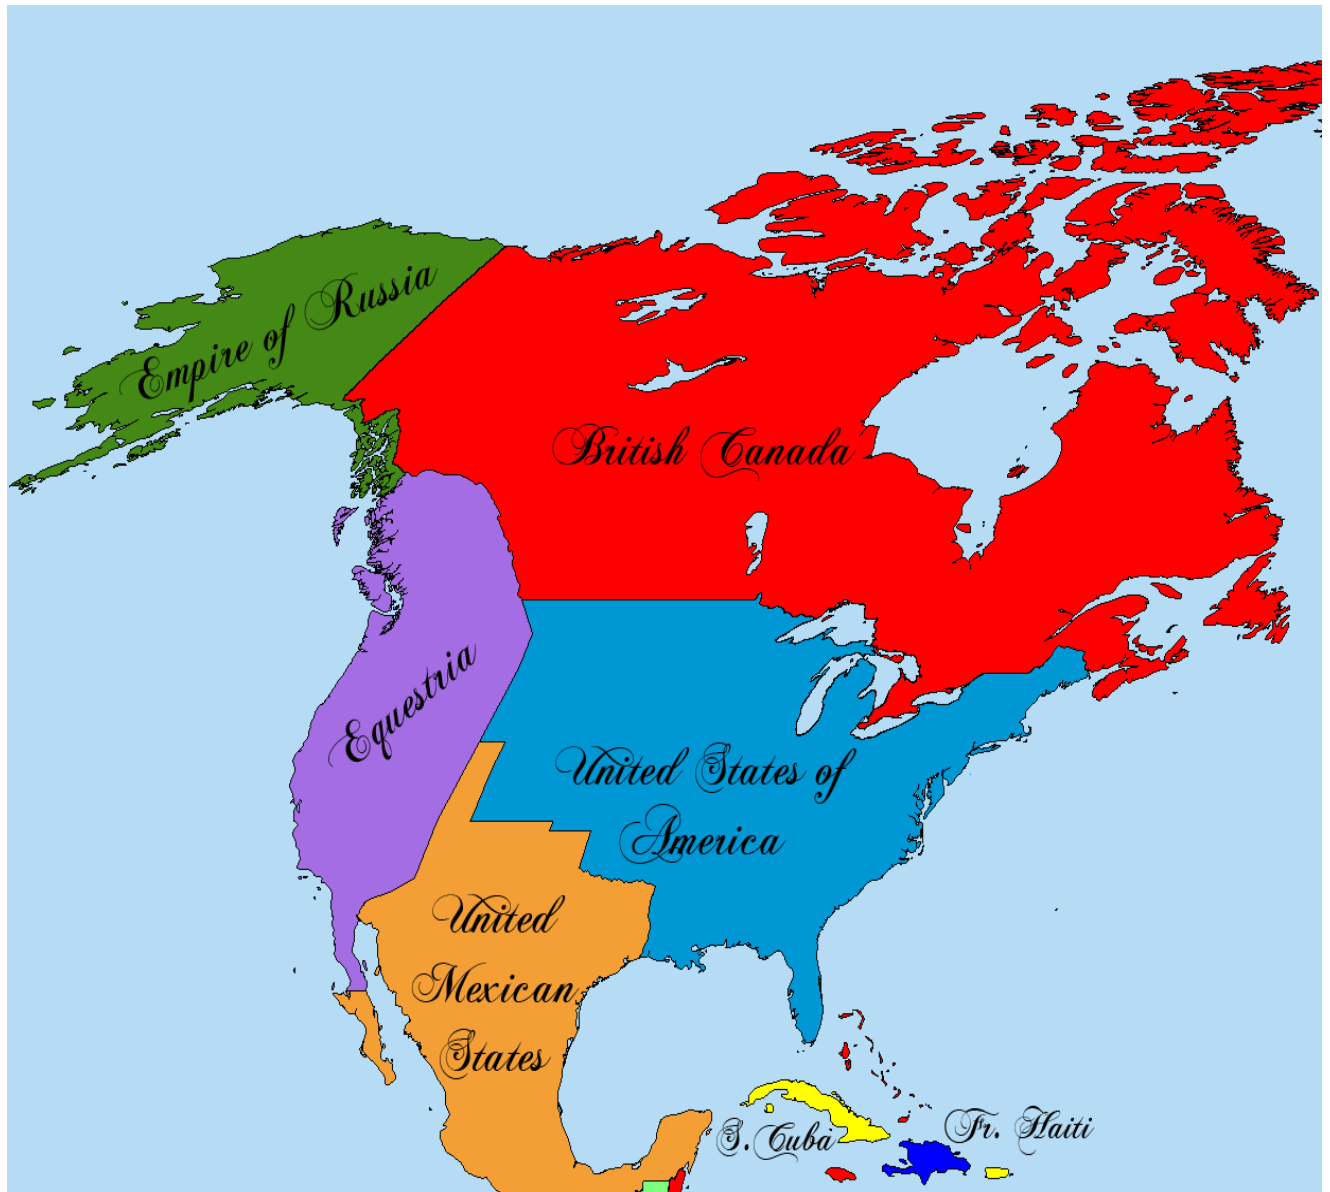 Empire of Russia
British Canada
Equestria
United States of
America
United
Mexican
States
S. Cuba
Fr. Haiti